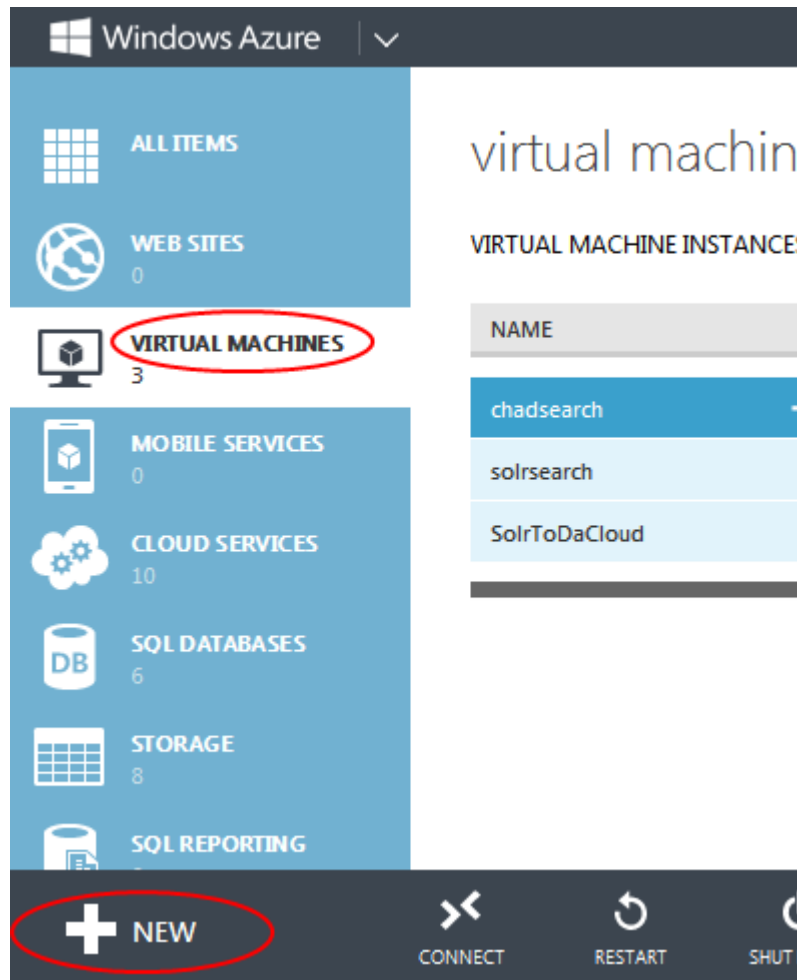 Windows Azure
ALL ITEMS
WEB SITES
0
VIRTUAL MACHINES
3
MOBILE SERVICES
0
CLOUD SERVICES
10
SQL DATABASES
DB
6
STORAGE
8
SQL REPORTING
virtual machin
VIRTUAL MACHINE INSTANCES
NAME
chadsearch
solrsearch
SolrToDaCloud
NEW
CONNECT
RESTART
SHUT